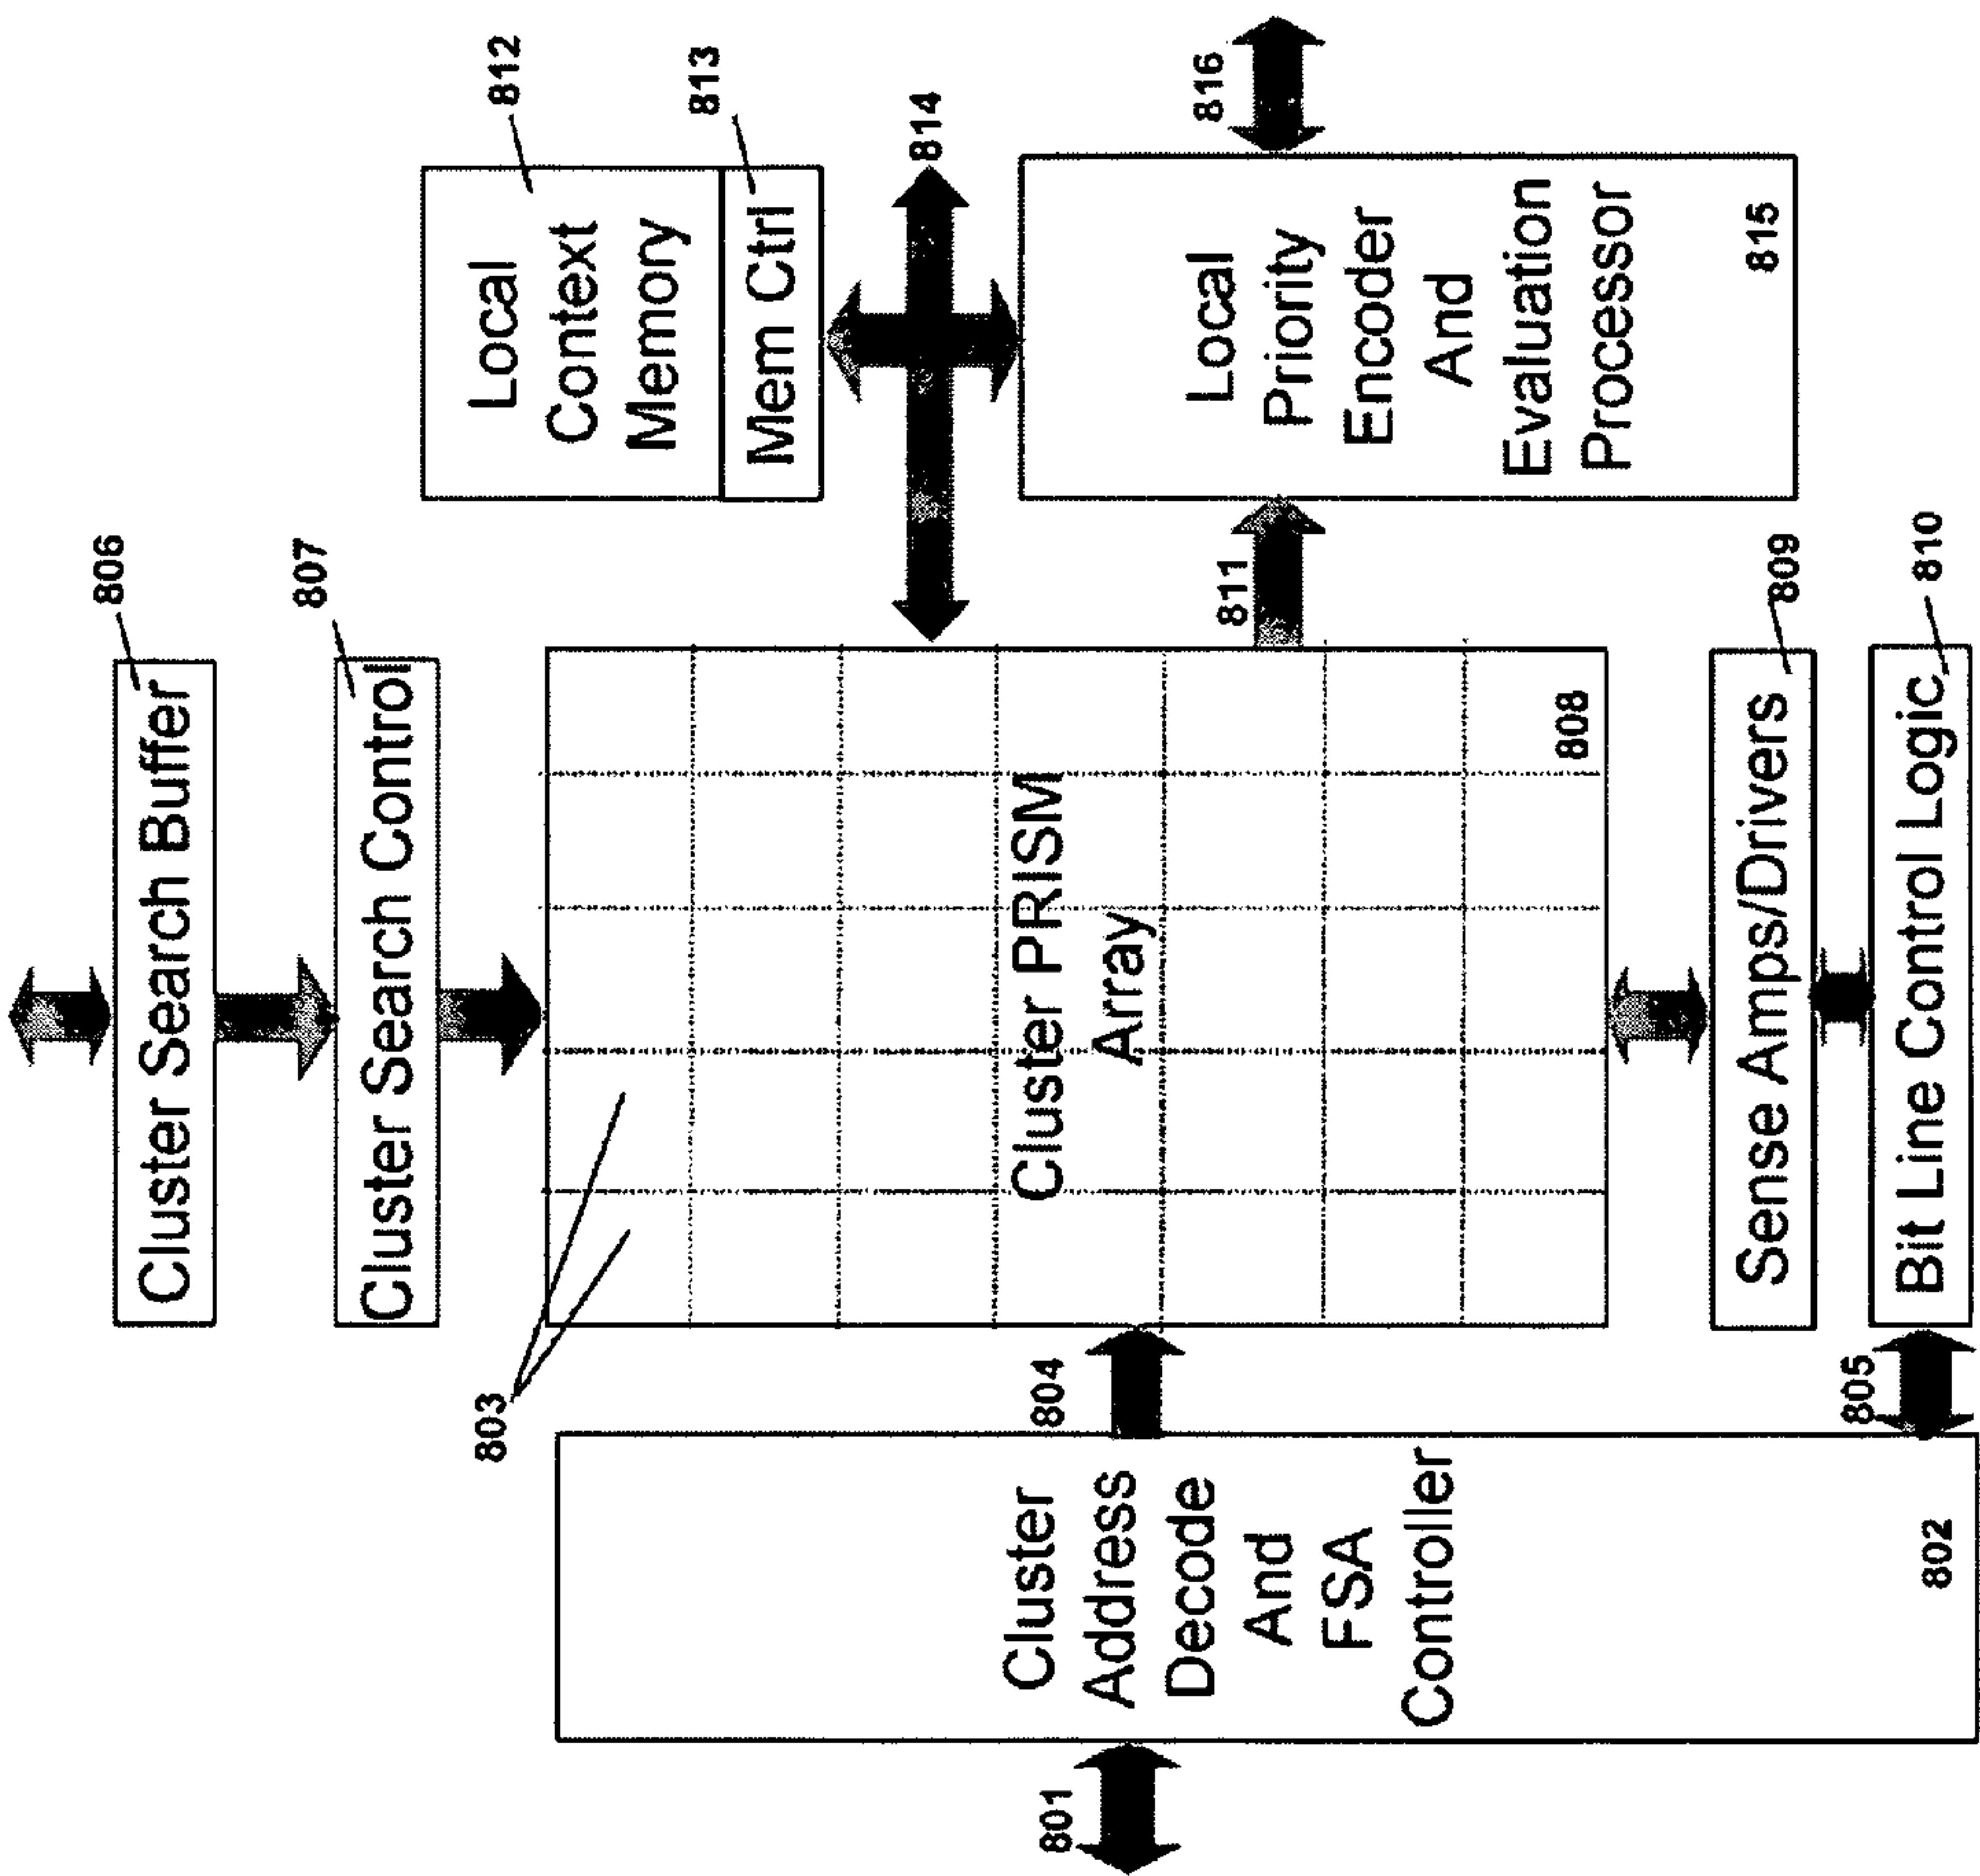 Cluster Search Buffer
806
Cluster Search Control
807
Local
Context
Memory
812
Mem Ctrl
813
814
803
Cluster PRISM
Array
808
Cluster
Address
Decode
And
FSA
Controller
802
801
804
805
811
Local
Priority
Encoder
And
Evaluation
Processor
815
816
Sense Amps/Drivers
809
Bit Line Control Logic
810